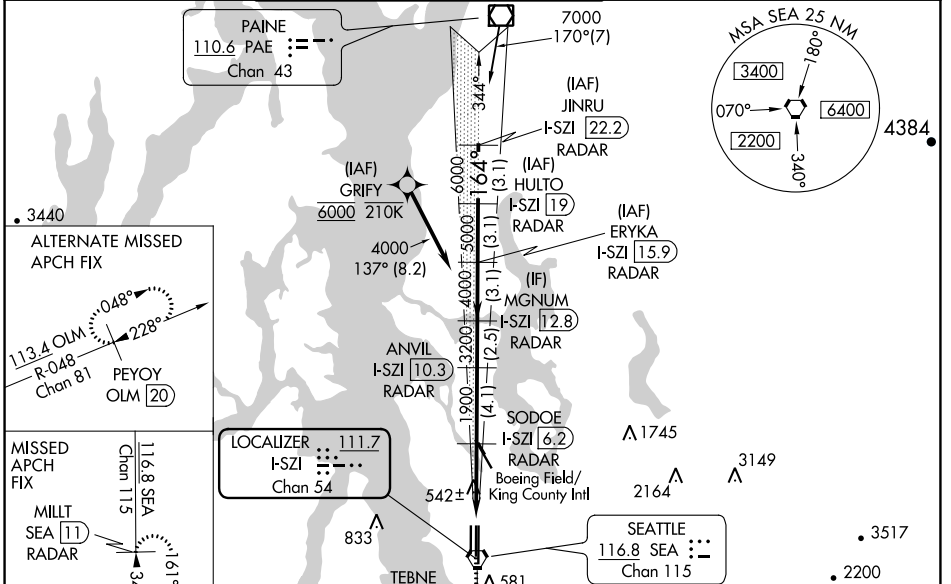 PAINE
110.6 PAE
Chan 43
7000
170°(7)
MSA SEA 25 NM
180°
3400
070°
6400
2200
340°
4384
344°
(IAF)
JINRU
I-SZI 22.2
RADAR
6000
164°
(3.1)
(IAF)
HULTO
I-SZI 19
RADAR
(IAF)
GRIFY
6000 210K
4000
137° (8.2)
5000
(3.1)
(IAF)
ERYKA
I-SZI 15.9
RADAR
4000
(3.1)
(IF)
MGNUM
I-SZI 12.8
RADAR
3440
ALTERNATE MISSED
APCH FIX
048°
228°
113.4 OLM
R-048
Chan 81
PEYOY
OLM 20
3200
(2.5)
ANVIL
I-SZI 10.3
RADAR
1900
(4.1)
SODOE
I-SZI 6.2
RADAR
Boeing Field/
King County Intl
1745
3149
2164
MISSED
APCH
FIX
116.8 SEA
Chan 115
MILLT
SEA 11
RADAR
161°
LOCALIZER 111.7
I-SZI
Chan 54
542±
833
SEATTLE
116.8 SEA
Chan 115
3517
2200
TEBNE
581